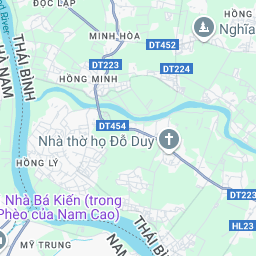 ĐỘC LẬP
HỒNG
MINH HÒA
Nghĩa
DT452
River
THÁI BÌNH
HÀ NAM
DT223
DT224
HỒNG MINH
DT454
Nhà thờ họ Đỗ Duy
HỒNG LÝ
Nhà Bá Kiến (trong
Phèo của Nam Cao)
THÁI BÌNH
NAM
HL23
MỸ TRUNG